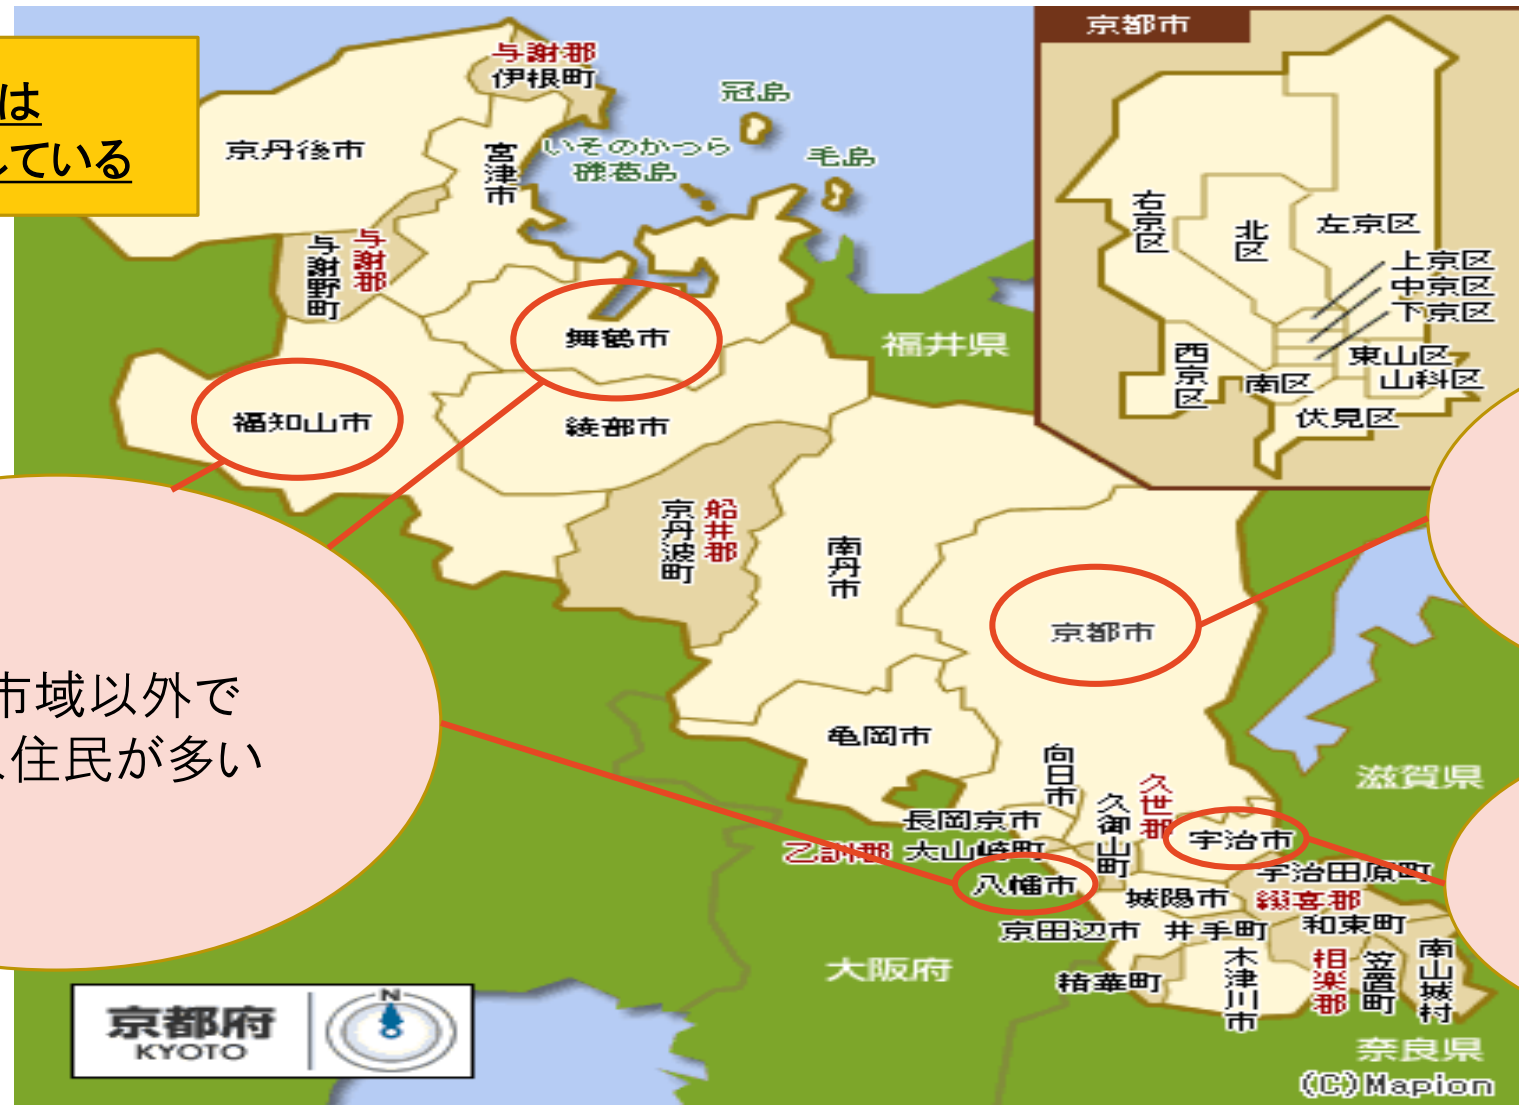 は
している
市域以外で
住民が多い
与謝郡
伊根町
冠島
京丹後市
宮津市
いそのかつら
磯葛島
毛島
与謝野町
与謝郡
舞鶴市
福井県
福知山市
綾部市
京丹波町
船井郡
南丹市
京都市
亀岡市
向日市
久御山町
久世郡
滋賀県
長岡京市
乙訓郡
大山崎町
宇治市
宇治田原町
八幡市
城陽市
綴喜郡
京田辺市
井手町
和束町
大阪府
精華町
木津川市
相楽郡
笠置町
南山城村
奈良県
(C)Mapion
京都府
KYOTO
N
京都市
右京区
北区
左京区
上京区
中京区
下京区
西京区
東山区
南区
山科区
伏見区